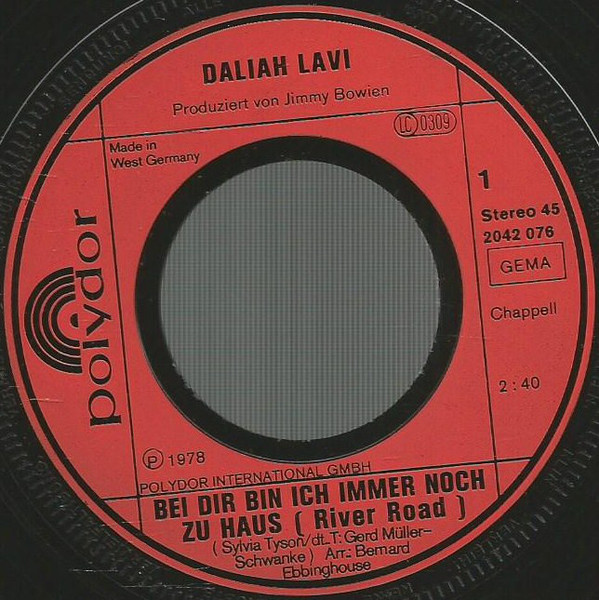 DALIAH LAVI
Produziert von Jimmy Bowien
LC 0309
Made in
West Germany
1
Stereo 45
2042 076
GEMA
Chappell
2:40
polydor
℗ 1978
POLYDOR INTERNATIONAL GMBH
BEI DIR BIN ICH IMMER NOCH
ZU HAUS ( River Road )
( Sylvia Tyson/dt.T: Gerd Müller-
Schwanke ) Arr.: Bernard
Ebbinghouse